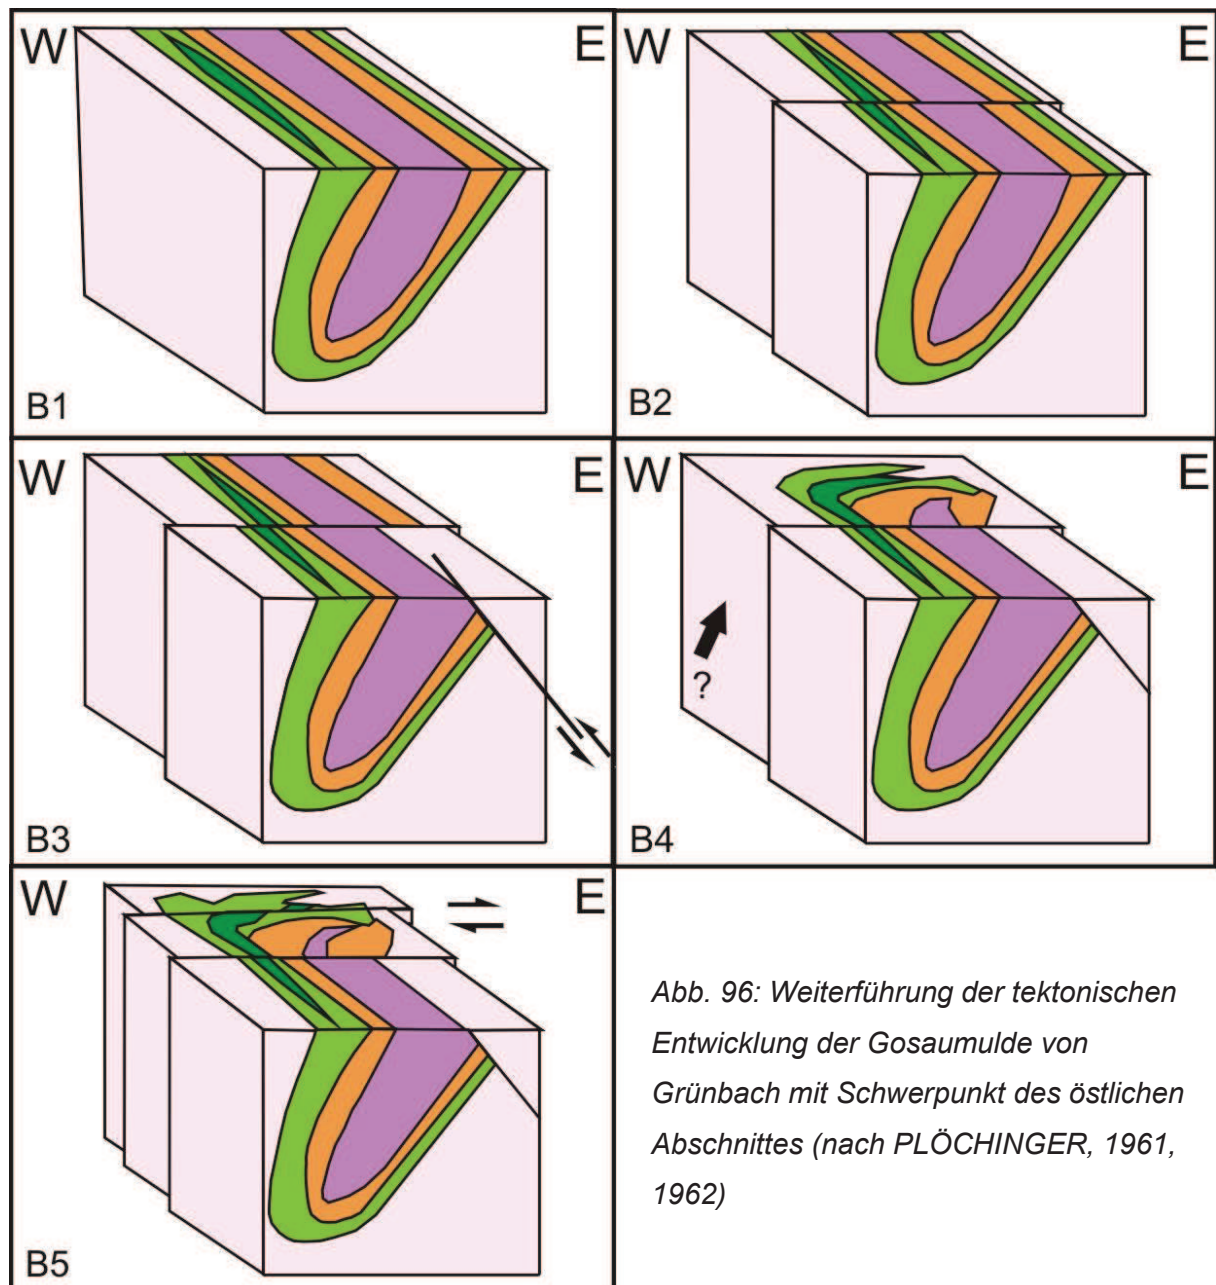 W E
B1
W E
B2
W E
B3
W E
?
B4
W E
B5
Abb. 96: Weiterführung der tektonischen
Entwicklung der Gosaumulde von
Grünbach mit Schwerpunkt des östlichen
Abschnittes (nach PLÖCHINGER, 1961,
1962)